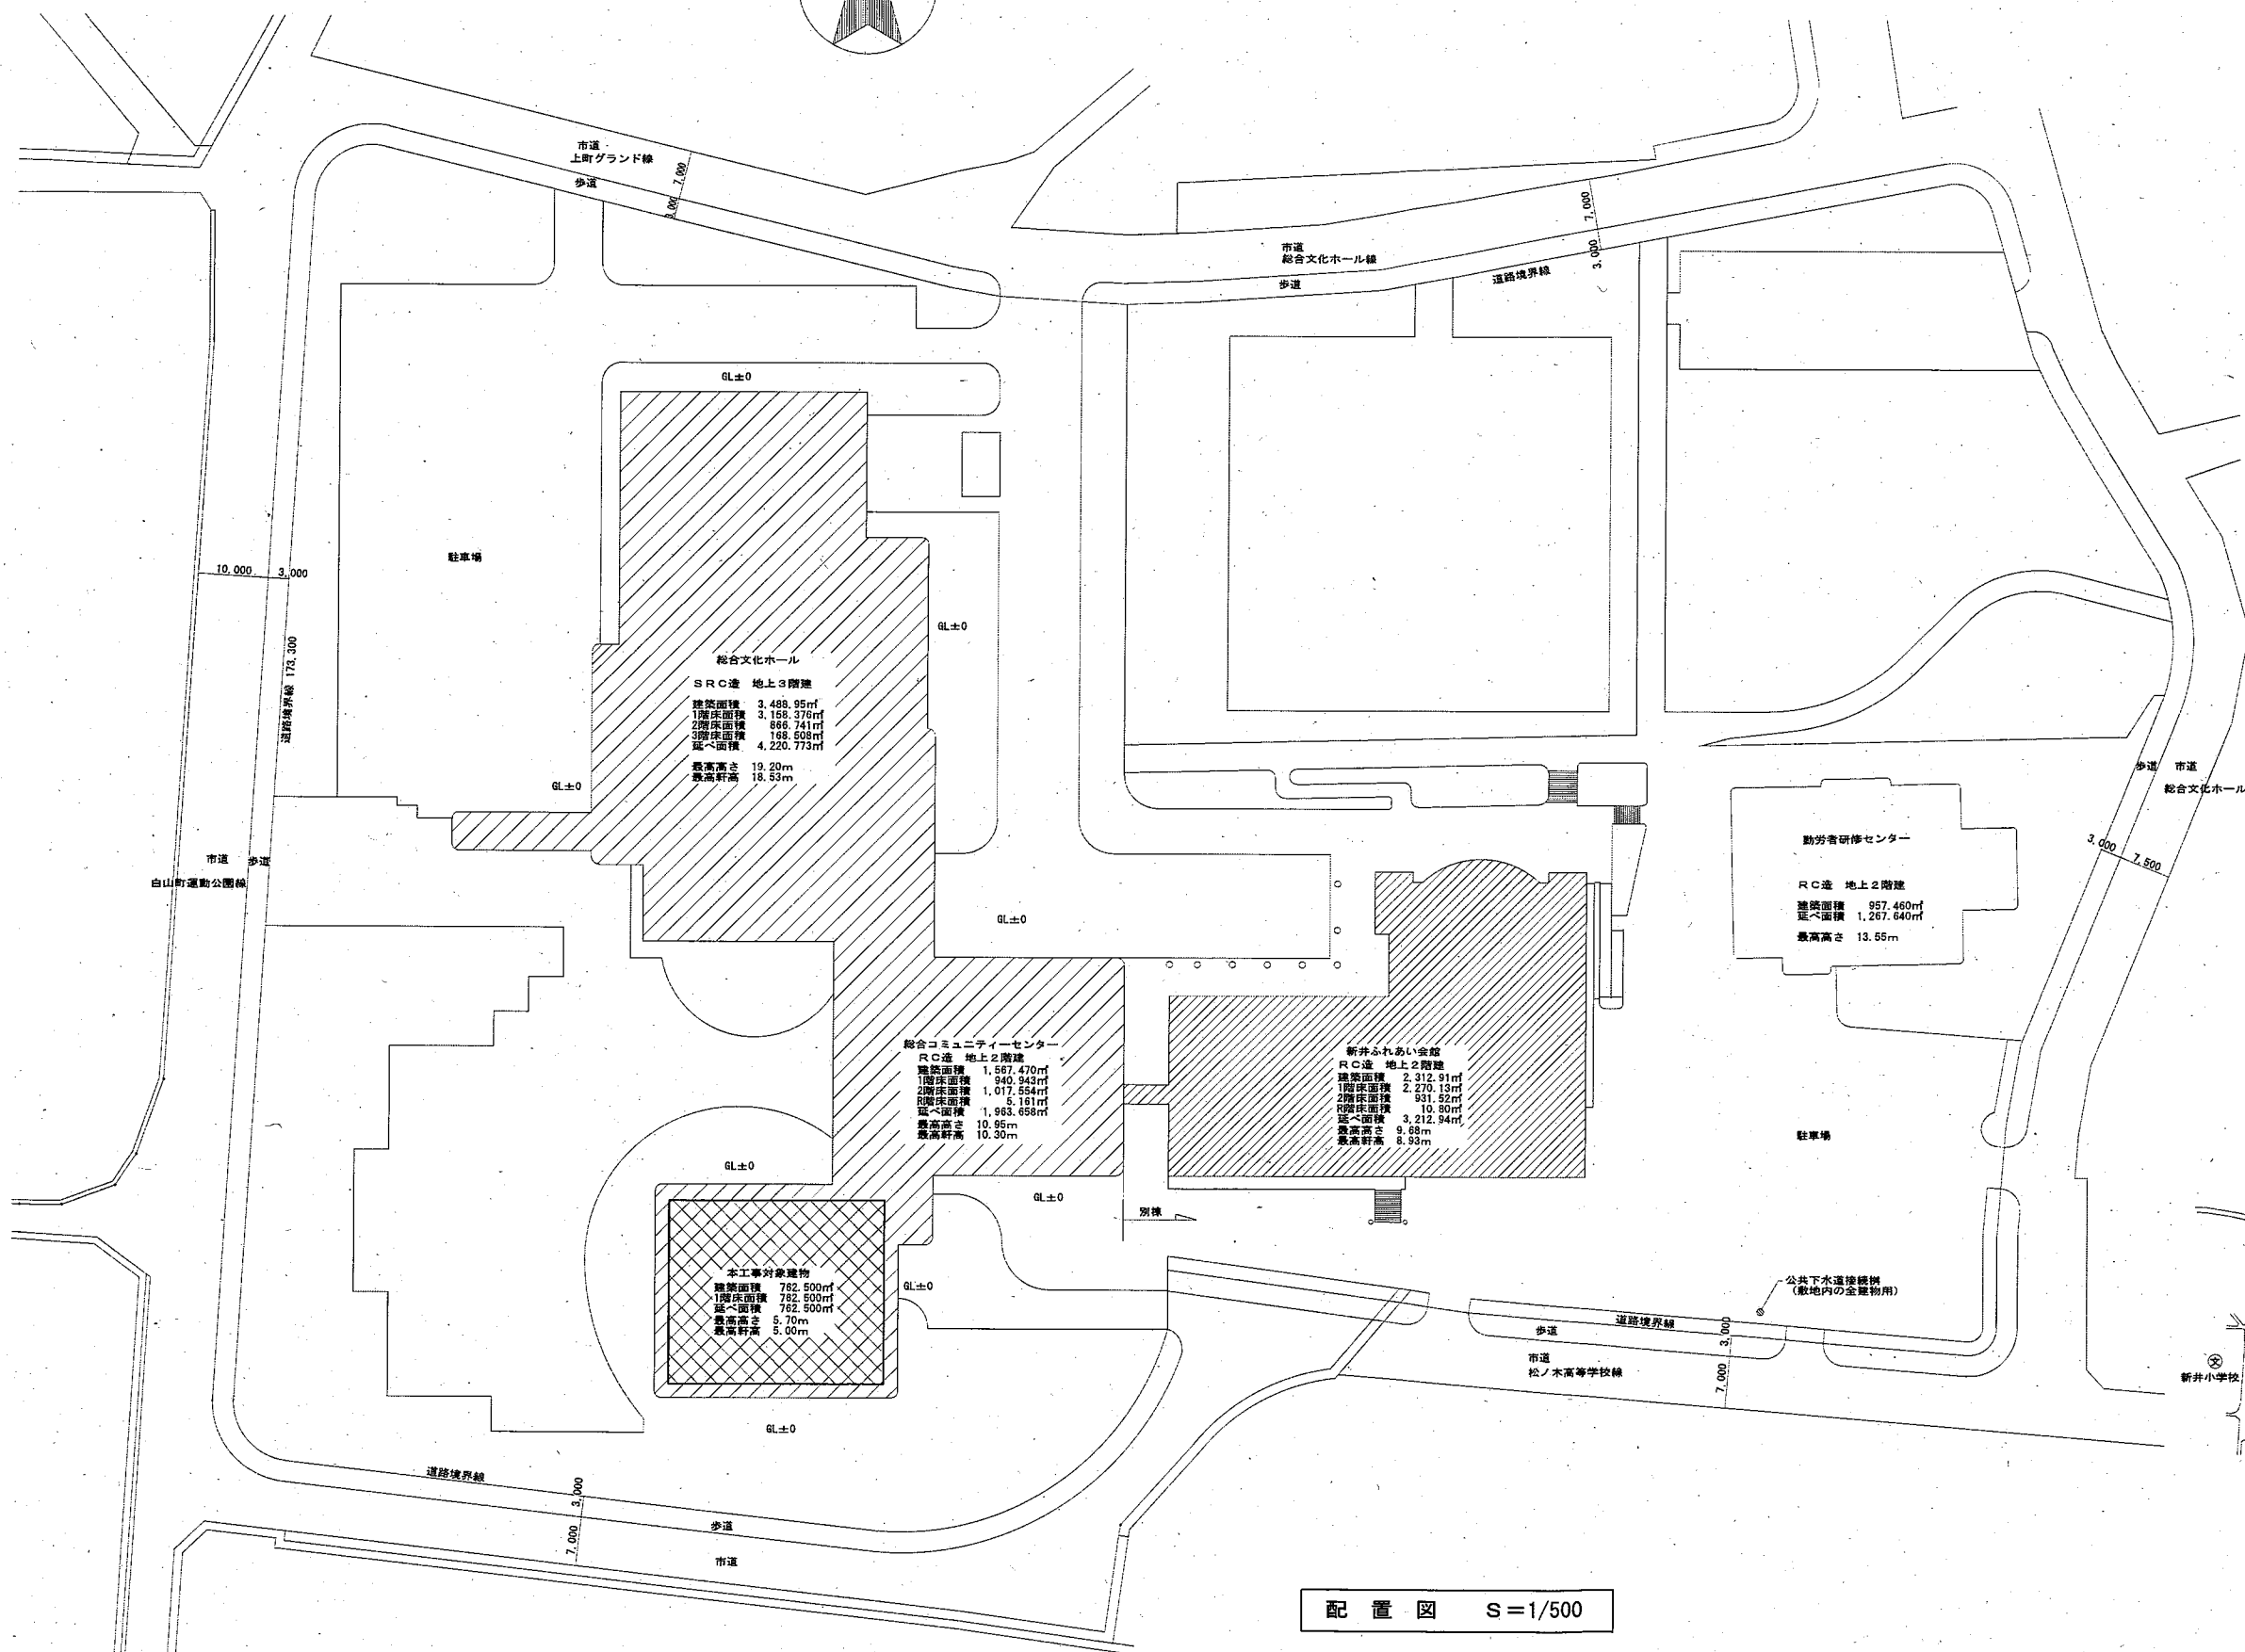 市道
上町グランド線
7,000
歩道
3,000
7,000
市道
総合文化ホール線
3,000
道路境界線
歩道
GL±0
駐車場
10,000
3,000
GL±0
道路境界線 173,300
総合文化ホール
SRC造 地上3階建
建築面積 3,488.95㎡
1階床面積 3,158.376㎡
2階床面積 866.741㎡
3階床面積 168.508㎡
延べ面積 4,220.773㎡
最高高さ 19.20m
最高軒高 18.53m
GL±0
歩道
市道
総合文化ホール
勤労者研修センター
3,000
7,500
RC造 地上2階建
建築面積 957.460㎡
延べ面積 1,267.640㎡
最高高さ 13.55m
市道
歩道
白山町運動公園線
GL±0
総合コミュニティーセンター
RC造 地上2階建
建築面積 1,567.470㎡
1階床面積 940.943㎡
2階床面積 1,017.554㎡
R階床面積 5.161㎡
延べ面積 1,963.658㎡
最高高さ 10.95m
最高軒高 10.30m
新井ふれあい会館
RC造 地上2階建
建築面積 2,312.91㎡
1階床面積 2,270.13㎡
2階床面積 931.52㎡
R階床面積 10.80㎡
延べ面積 3,212.94㎡
最高高さ 9.68m
最高軒高 8.93m
駐車場
GL±0
GL±0
別棟
本工事対象建物
建築面積 762.500㎡
1階床面積 762.500㎡
延べ面積 762.500㎡
最高高さ 5.70m
最高軒高 5.00m
GL±0
公共下水道接続桝
(敷地内の全建物用)
道路境界線
歩道
3,000
市道
松ノ木高等学校線
7,000
文
新井小学校
GL±0
道路境界線
3,000
歩道
7,000
市道
配置図 S=1/500